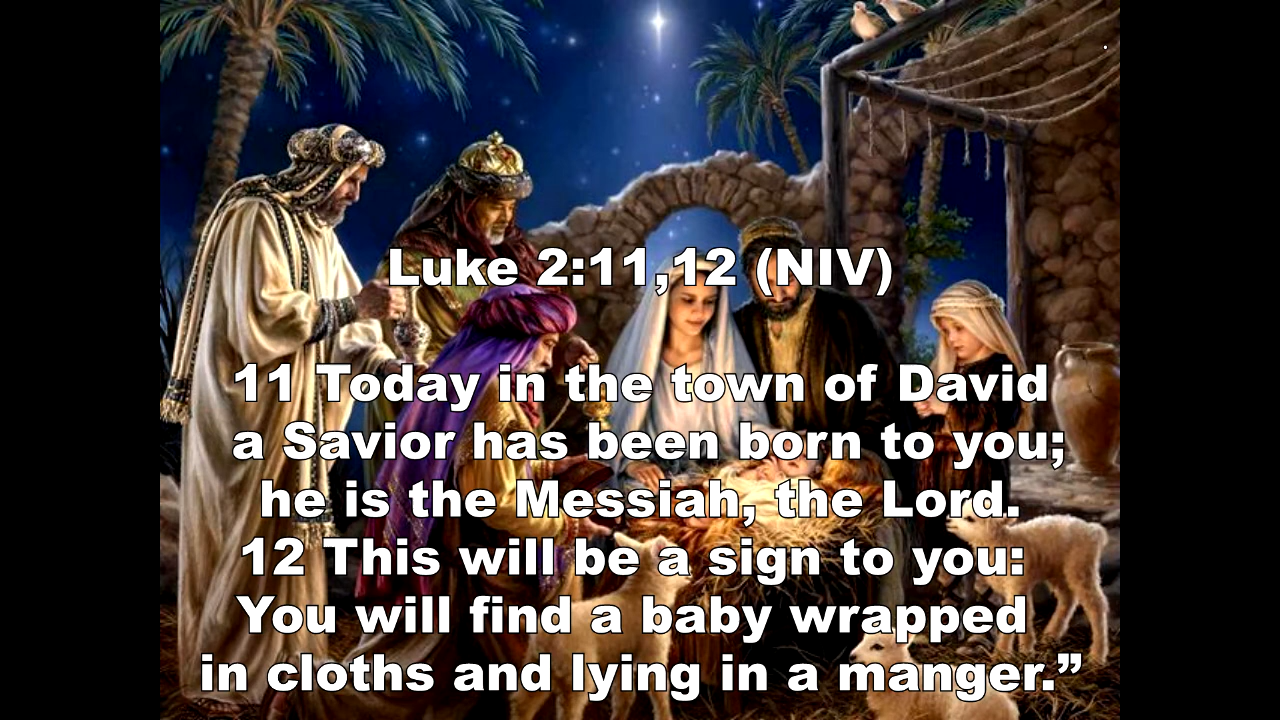 Luke 2:11,12 (NIV)
11 Today in the town of David
a Savior has been born to you;
he is the Messiah, the Lord.
12 This will be a sign to you:
You will find a baby wrapped
in cloths and lying in a manger.”